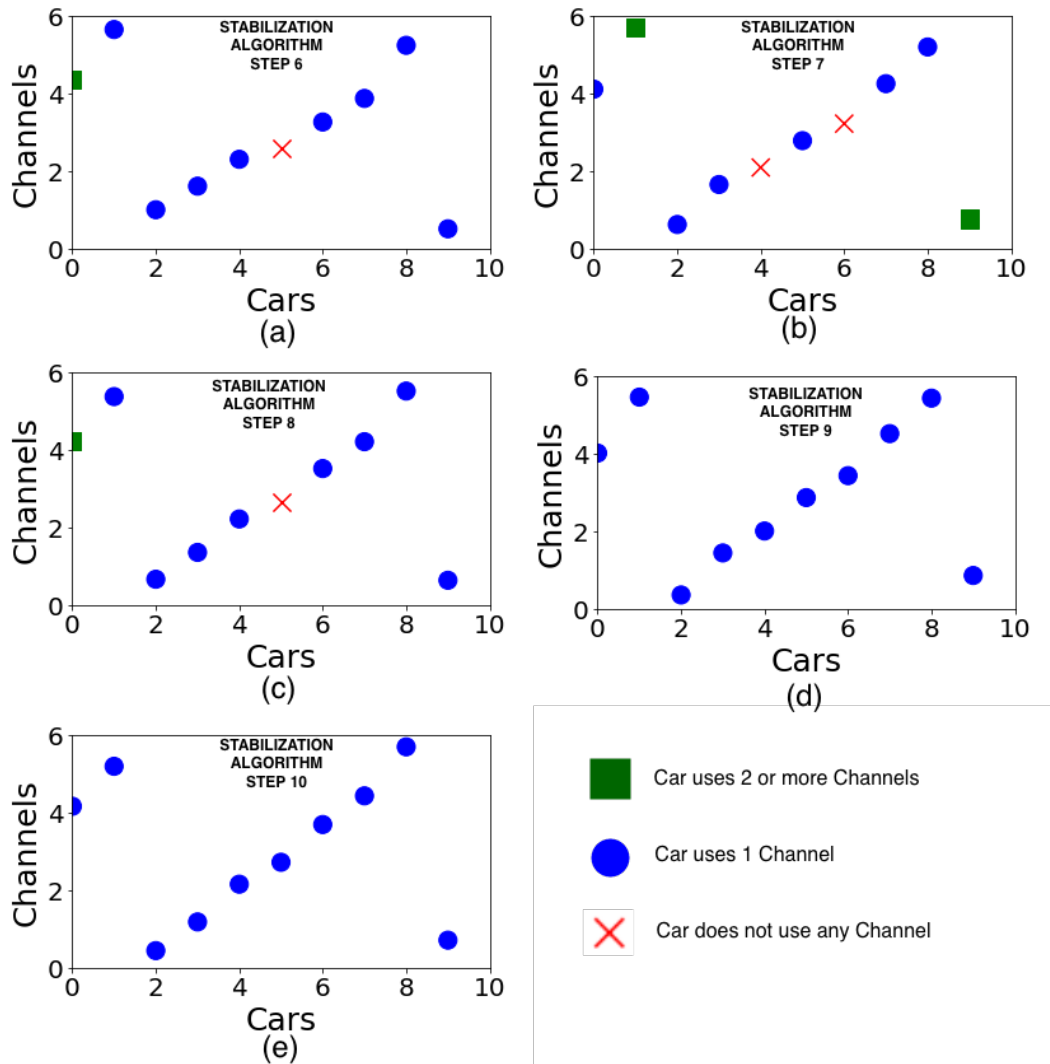 STABILIZATION
ALGORITHM
STEP 6
Channels
6
4
2
0
0 2 4 6 8 10
Cars
(a)
STABILIZATION
ALGORITHM
STEP 7
Channels
6
4
2
0
0 2 4 6 8 10
Cars
(b)
STABILIZATION
ALGORITHM
STEP 8
Channels
6
4
2
0
0 2 4 6 8 10
Cars
(c)
STABILIZATION
ALGORITHM
STEP 9
Channels
6
4
2
0
0 2 4 6 8 10
Cars
(d)
STABILIZATION
ALGORITHM
STEP 10
Channels
6
4
2
0
0 2 4 6 8 10
Cars
(e)
Car uses 2 or more Channels
Car uses 1 Channel
Car does not use any Channel